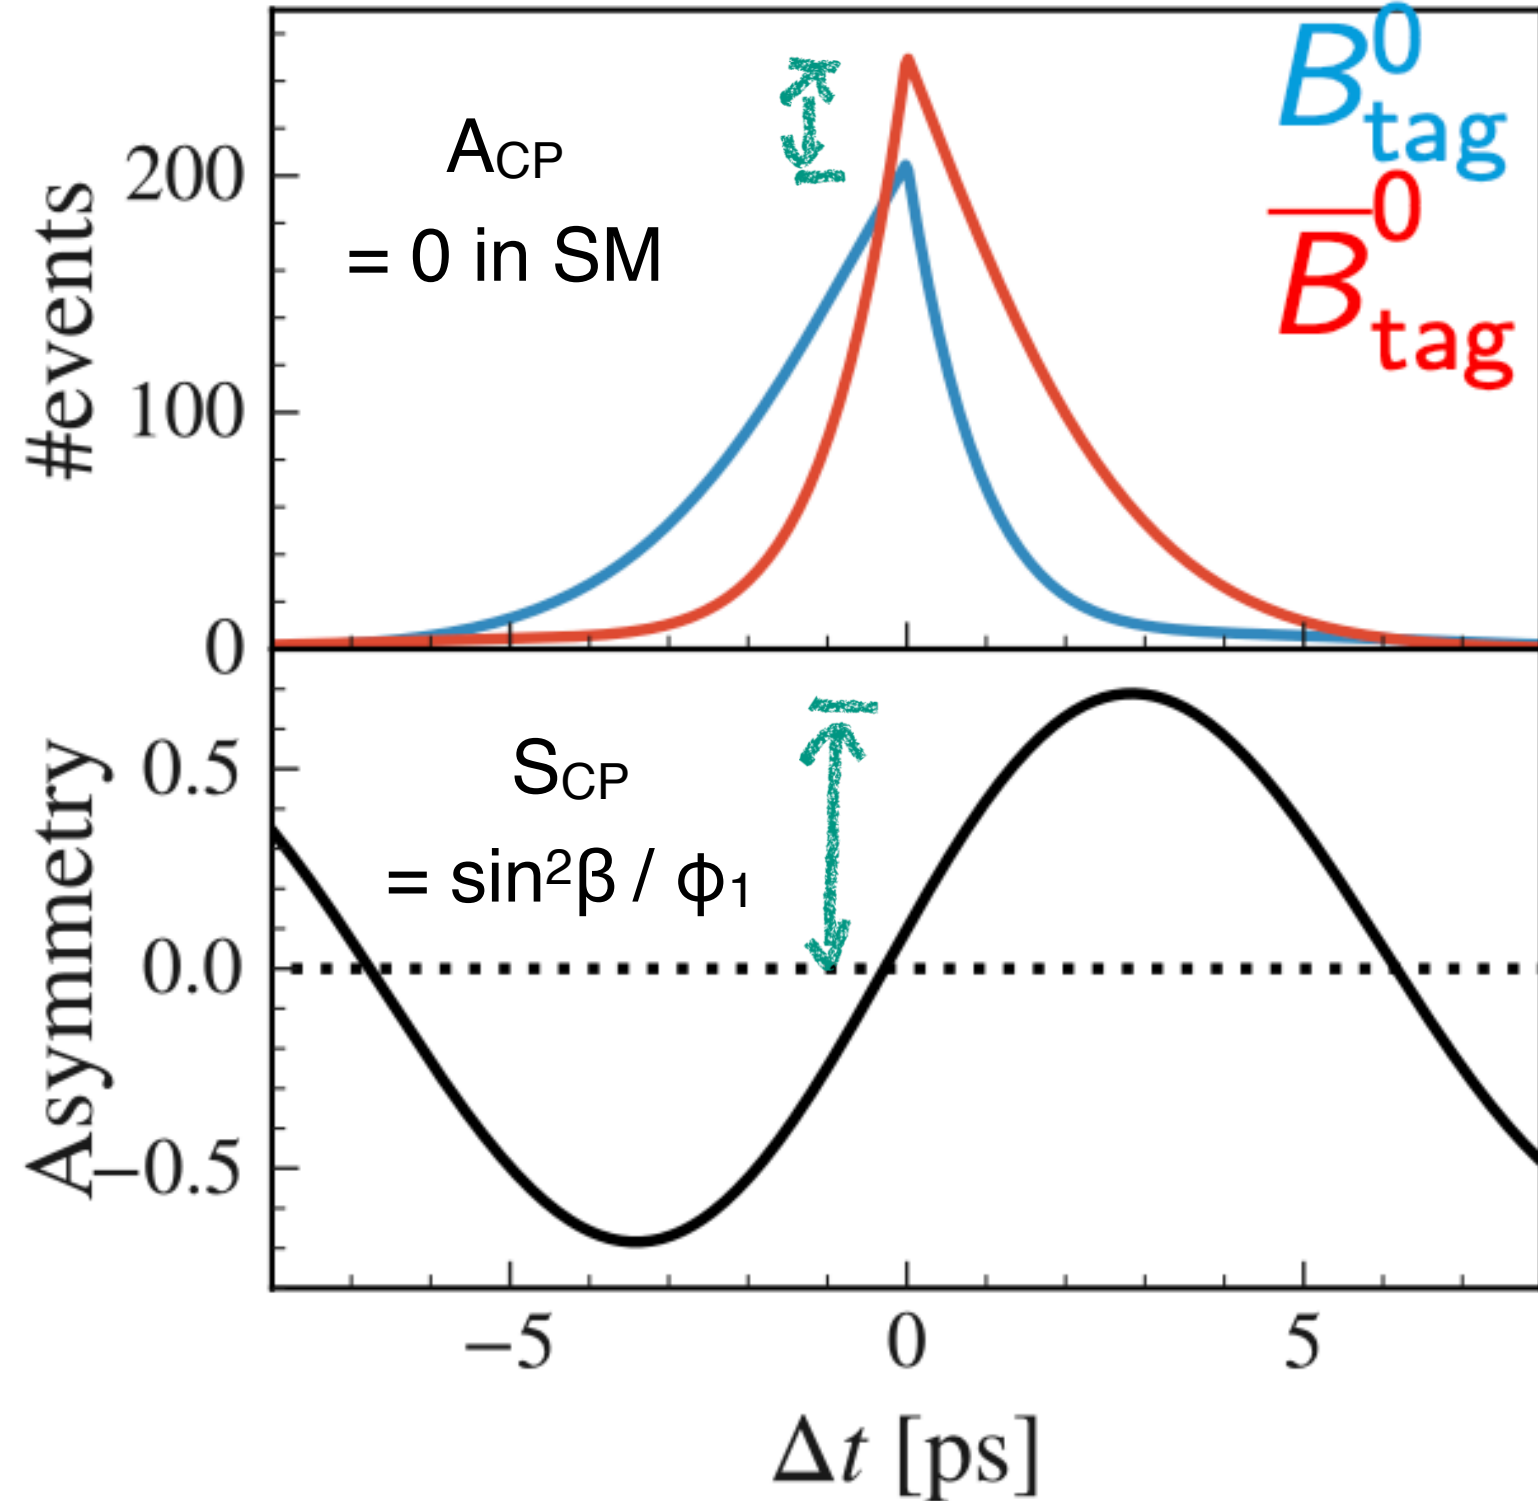 B⁰tag
B̅⁰tag
ACP
= 0 in SM
#events
200
100
0
SCP
= sin²β / ϕ₁
Asymmetry
0.5
0.0
−0.5
−5 0 5
Δt [ps]